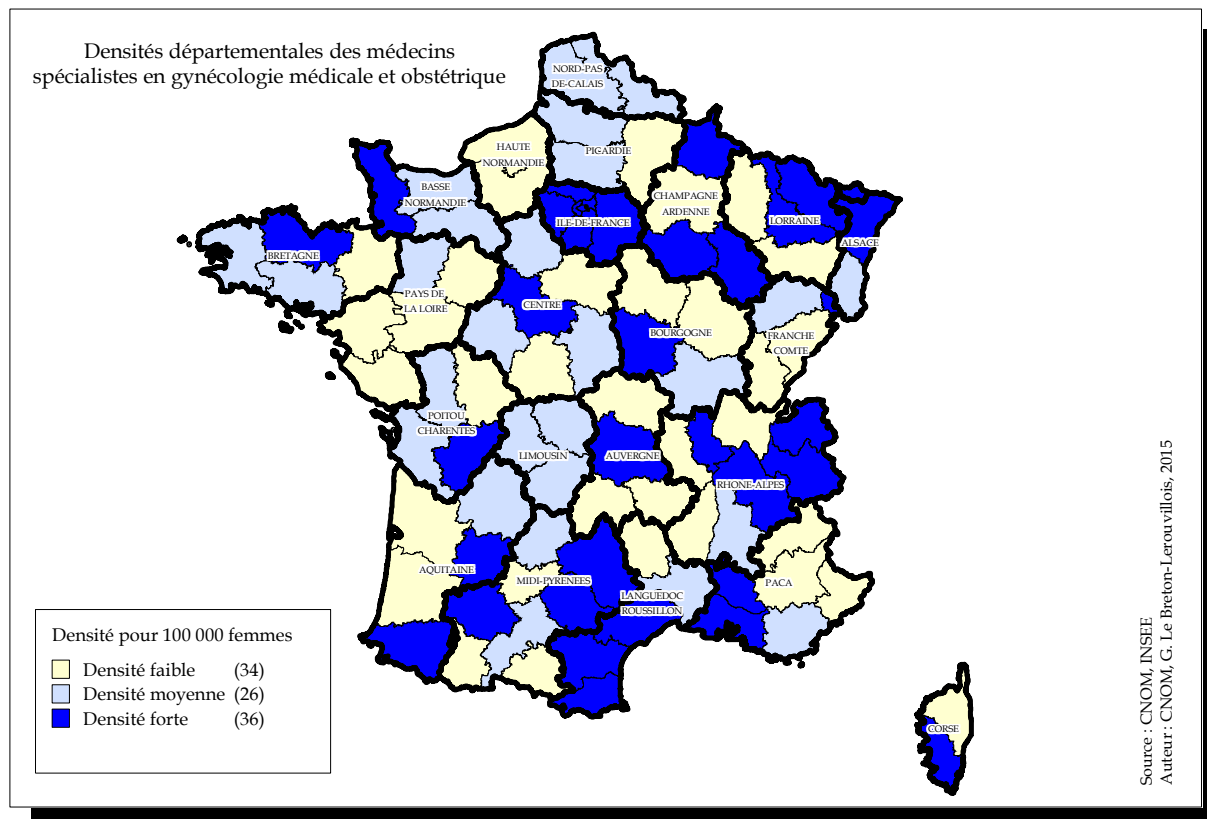 Densités départementales des médecins
spécialistes en gynécologie médicale et obstétrique
NORD-PAS
DE-CALAIS
HAUTE
NORMANDIE
PICARDIE
BASSE
NORMANDIE
CHAMPAGNE
ARDENNE
ILE-DE-FRANCE
LORRAINE
ALSACE
BRETAGNE
PAYS DE
LA LOIRE
CENTRE
BOURGOGNE
FRANCHE
COMTE
POITOU
CHARENTES
LIMOUSIN
AUVERGNE
RHONE-ALPES
AQUITAINE
MIDI-PYRENEES
LANGUEDOC
ROUSSILLON
PACA
CORSE
Densité pour 100 000 femmes
Densité faible (34)
Densité moyenne (26)
Densité forte (36)
Source : CNOM, INSEE
Auteur : CNOM, G. Le Breton-Lerouvillois, 2015